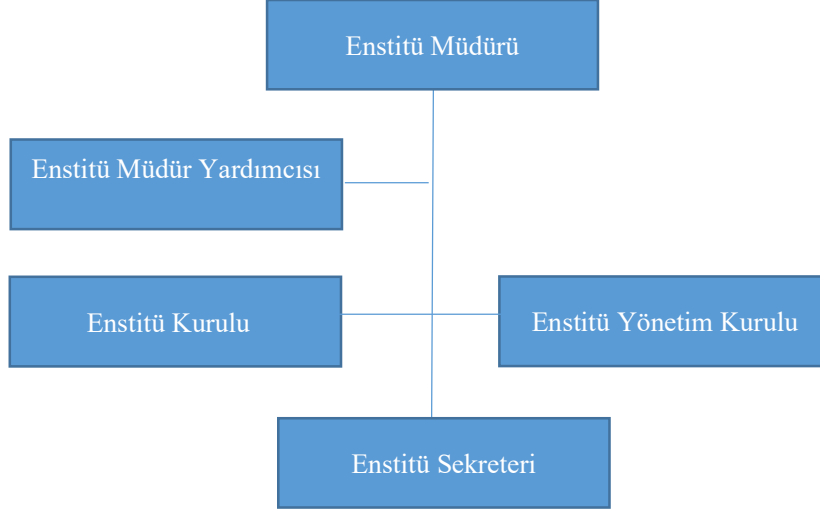 Enstitü Müdürü
Enstitü Müdür Yardımcısı
Enstitü Kurulu
Enstitü Yönetim Kurulu
Enstitü Sekreteri